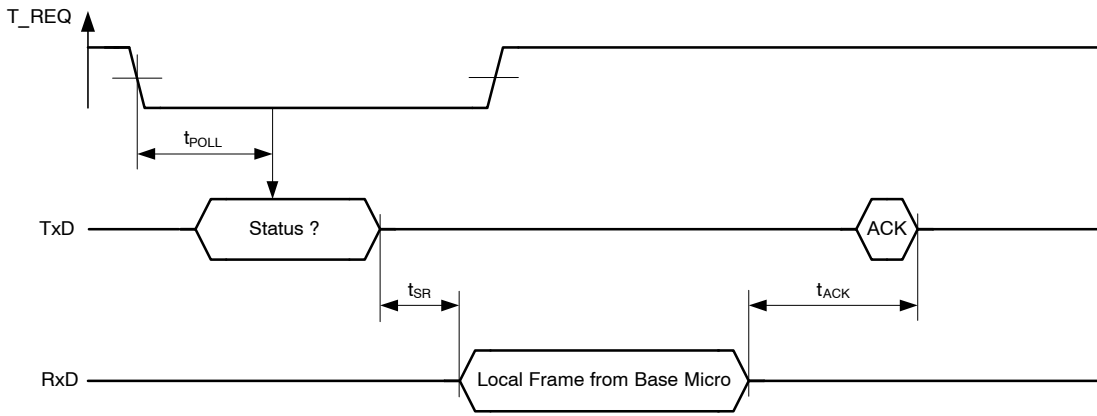 T_REQ
tPOLL
TxD
Status ?
ACK
tSR
tACK
RxD
Local Frame from Base Micro